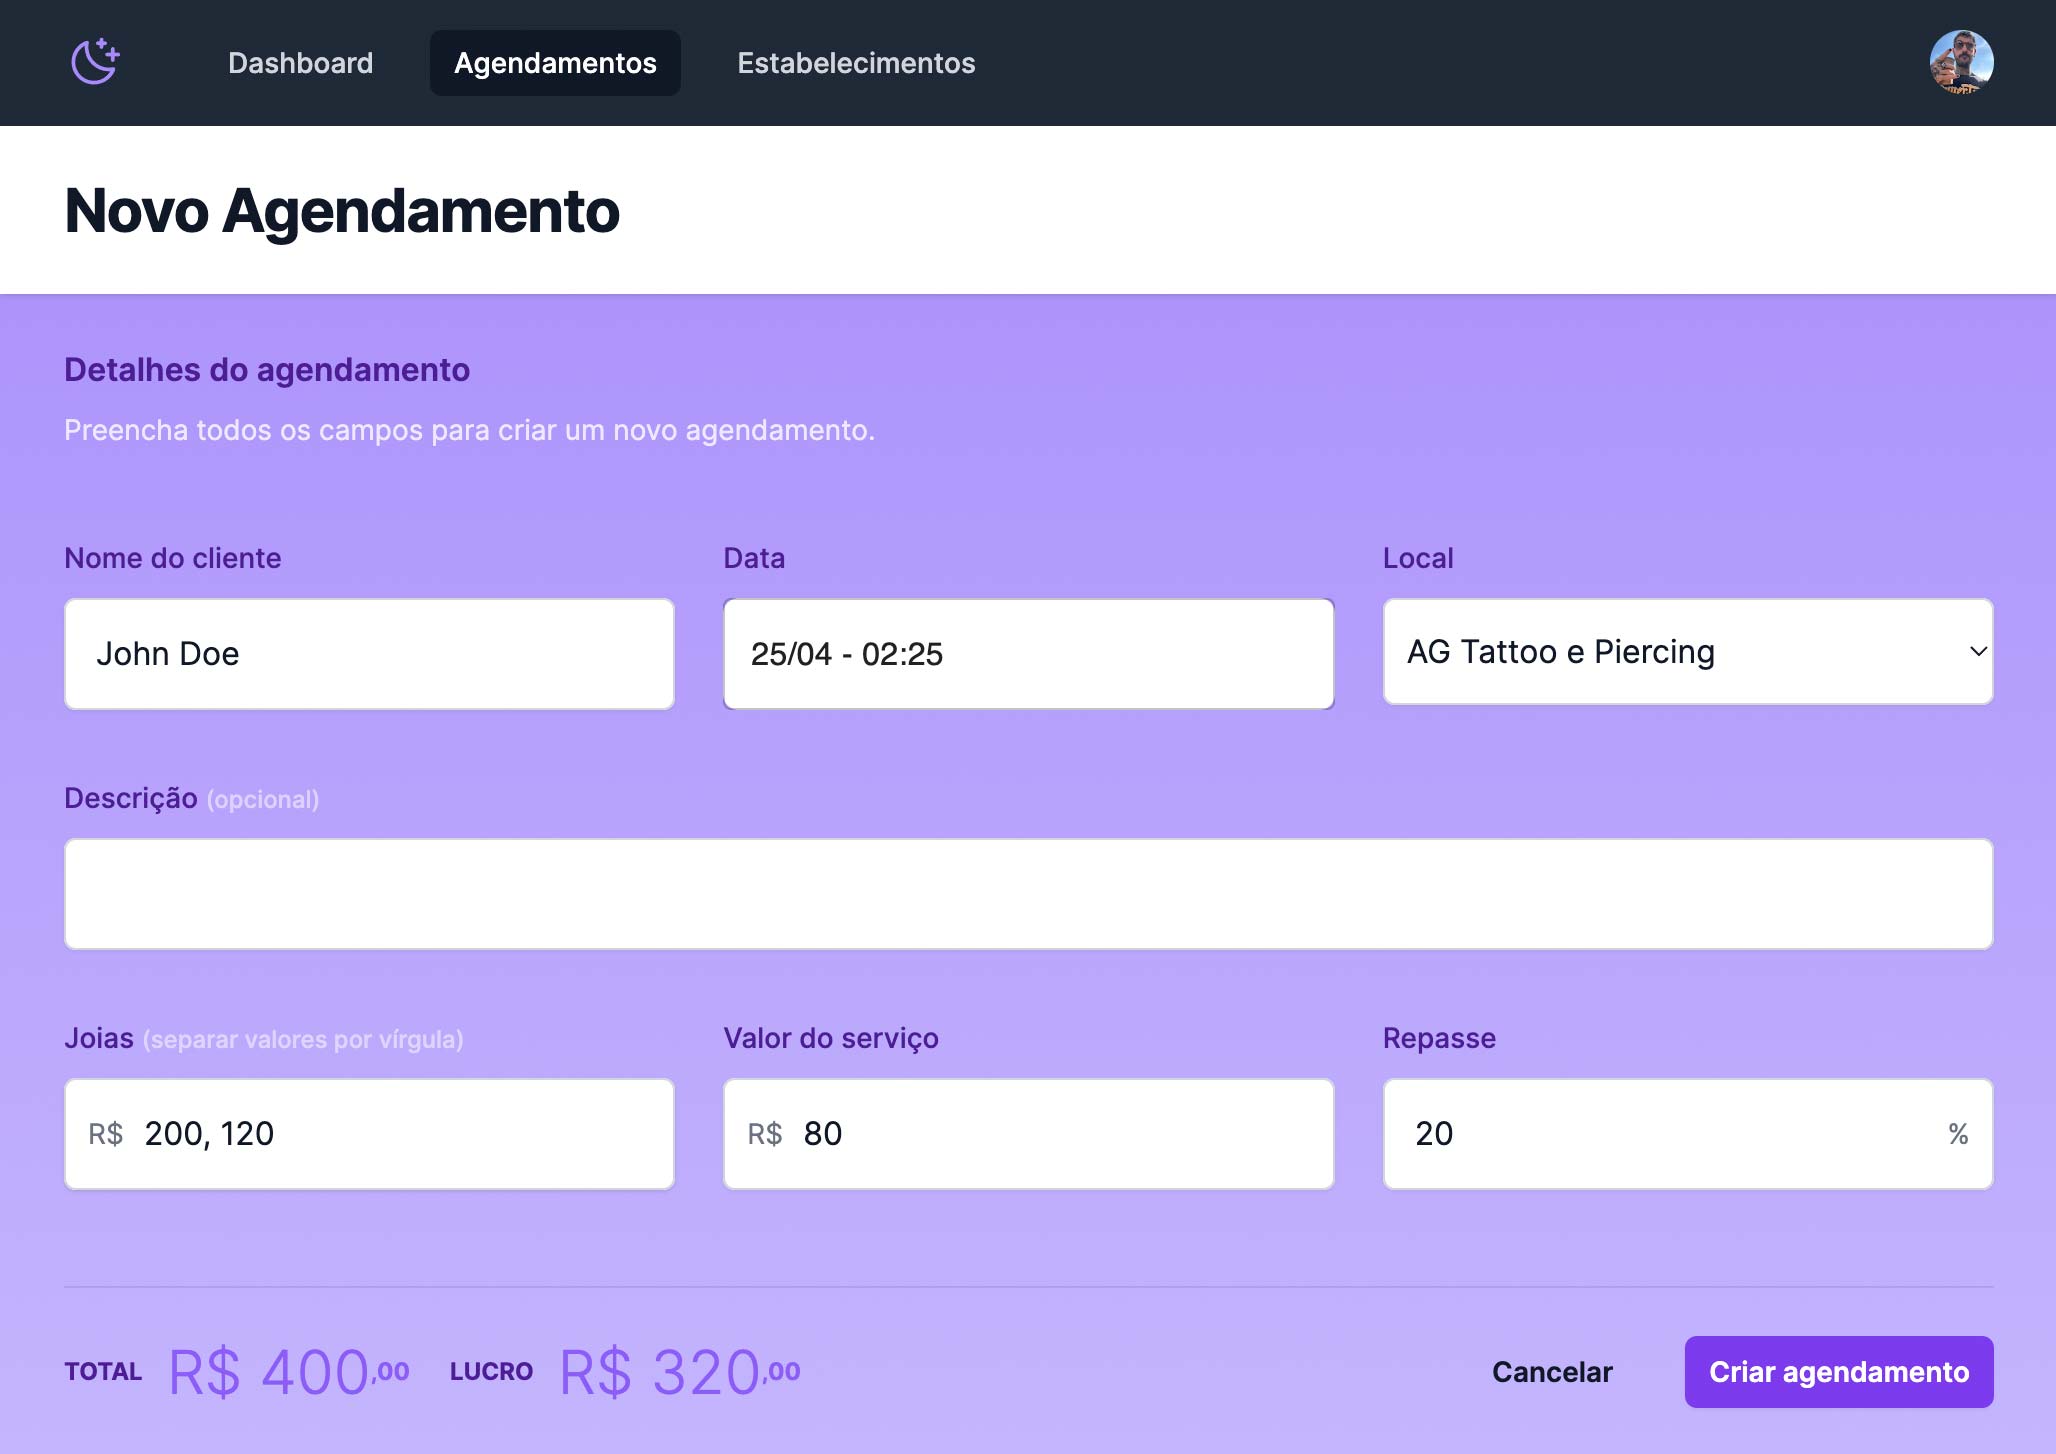 Dashboard
Agendamentos
Estabelecimentos
Novo Agendamento
Detalhes do agendamento
Preencha todos os campos para criar um novo agendamento.
Nome do cliente
Data
Local
John Doe
25/04 - 02:25
AG Tattoo e Piercing
Descrição (opcional)
Joias (separar valores por vírgula)
Valor do serviço
Repasse
R$ 200, 120
R$ 80
20 %
TOTAL R$ 400,00
LUCRO R$ 320,00
Cancelar
Criar agendamento